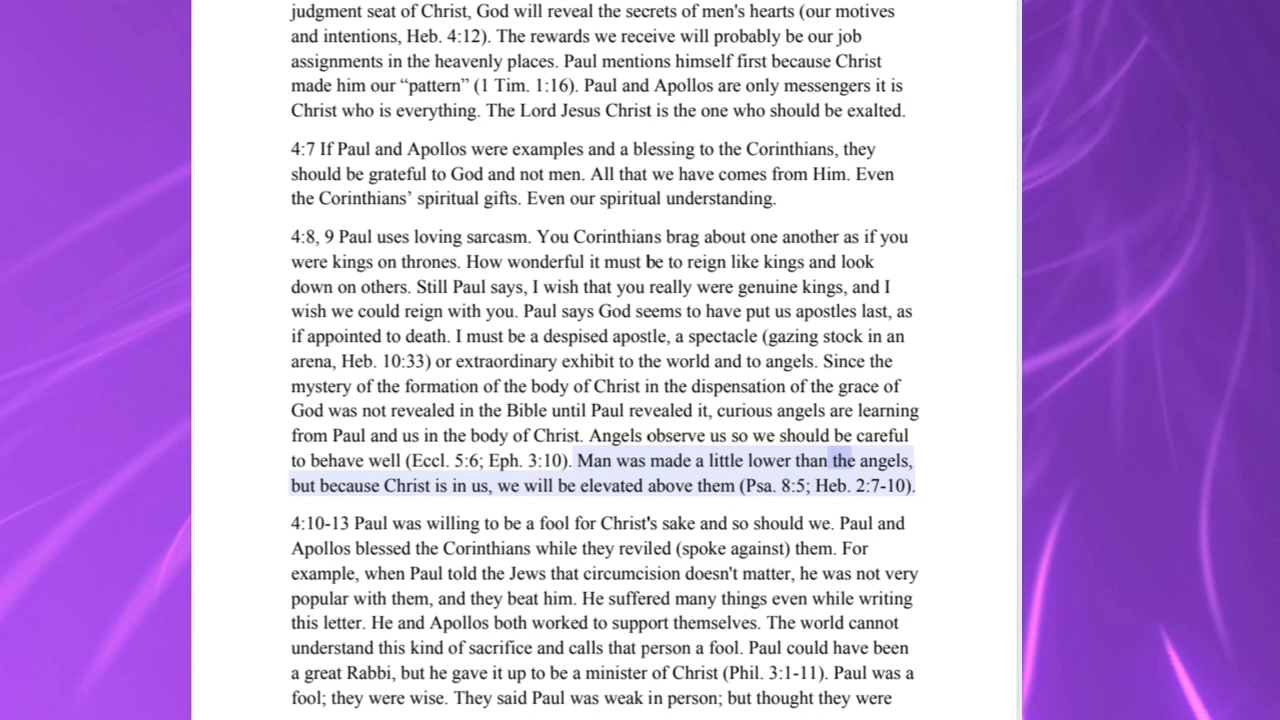 judgment seat of Christ, God will reveal the secrets of men's hearts (our motives
and intentions, Heb. 4:12). The rewards we receive will probably be our job
assignments in the heavenly places. Paul mentions himself first because Christ
made him our “pattern” (1 Tim. 1:16). Paul and Apollos are only messengers it is
Christ who is everything. The Lord Jesus Christ is the one who should be exalted.
4:7 If Paul and Apollos were examples and a blessing to the Corinthians, they
should be grateful to God and not men. All that we have comes from Him. Even
the Corinthians’ spiritual gifts. Even our spiritual understanding.
4:8, 9 Paul uses loving sarcasm. You Corinthians brag about one another as if you
were kings on thrones. How wonderful it must be to reign like kings and look
down on others. Still Paul says, I wish that you really were genuine kings, and I
wish we could reign with you. Paul says God seems to have put us apostles last, as
if appointed to death. I must be a despised apostle, a spectacle (gazing stock in an
arena, Heb. 10:33) or extraordinary exhibit to the world and to angels. Since the
mystery of the formation of the body of Christ in the dispensation of the grace of
God was not revealed in the Bible until Paul revealed it, curious angels are learning
from Paul and us in the body of Christ. Angels observe us so we should be careful
to behave well (Eccl. 5:6; Eph. 3:10). Man was made a little lower than the angels,
but because Christ is in us, we will be elevated above them (Psa. 8:5; Heb. 2:7-10).
4:10-13 Paul was willing to be a fool for Christ's sake and so should we. Paul and
Apollos blessed the Corinthians while they reviled (spoke against) them. For
example, when Paul told the Jews that circumcision doesn't matter, he was not very
popular with them, and they beat him. He suffered many things even while writing
this letter. He and Apollos both worked to support themselves. The world cannot
understand this kind of sacrifice and calls that person a fool. Paul could have been
a great Rabbi, but he gave it up to be a minister of Christ (Phil. 3:1-11). Paul was a
fool; they were wise. They said Paul was weak in person; but thought they were